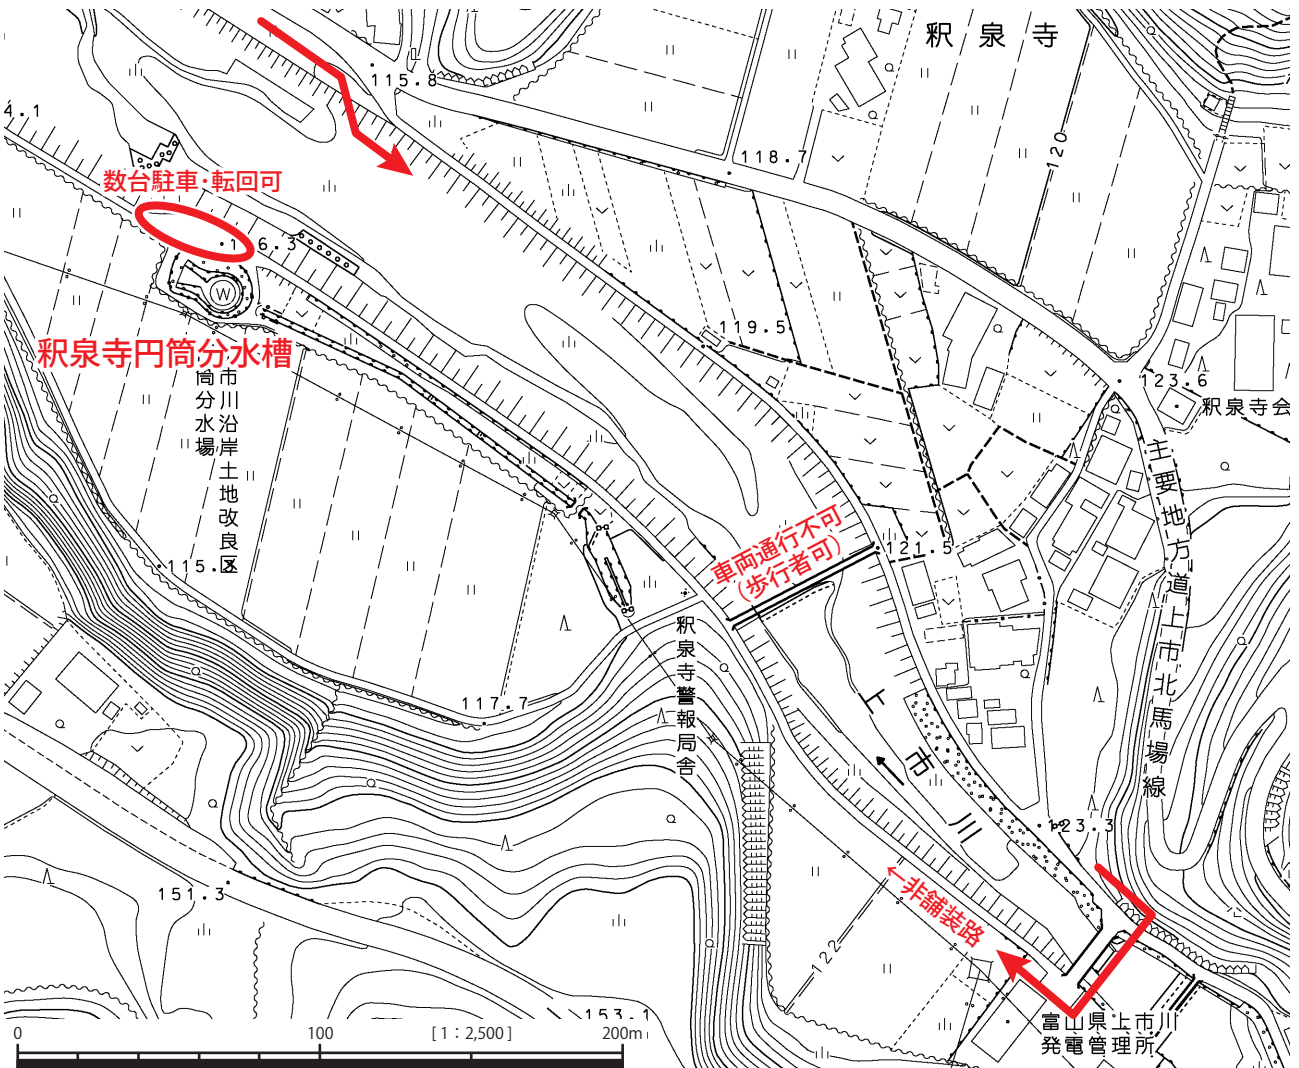 釈泉寺
115.8
4.1
118.7
120
数台駐車・転回可
116.3
W
119.5
釈泉寺円筒分水槽
123.6
釈泉寺会
市川沿岸土地改良区
筒分水場
主要地方道上市北馬場線
車両通行不可
（歩行者可）
121.5
115.3
釈泉寺警報局舎
117.7
上市川
123.3
151.3
←非舗装路
122
153.1
富山県上市川
発電管理所
0 100 [1：2,500] 200m